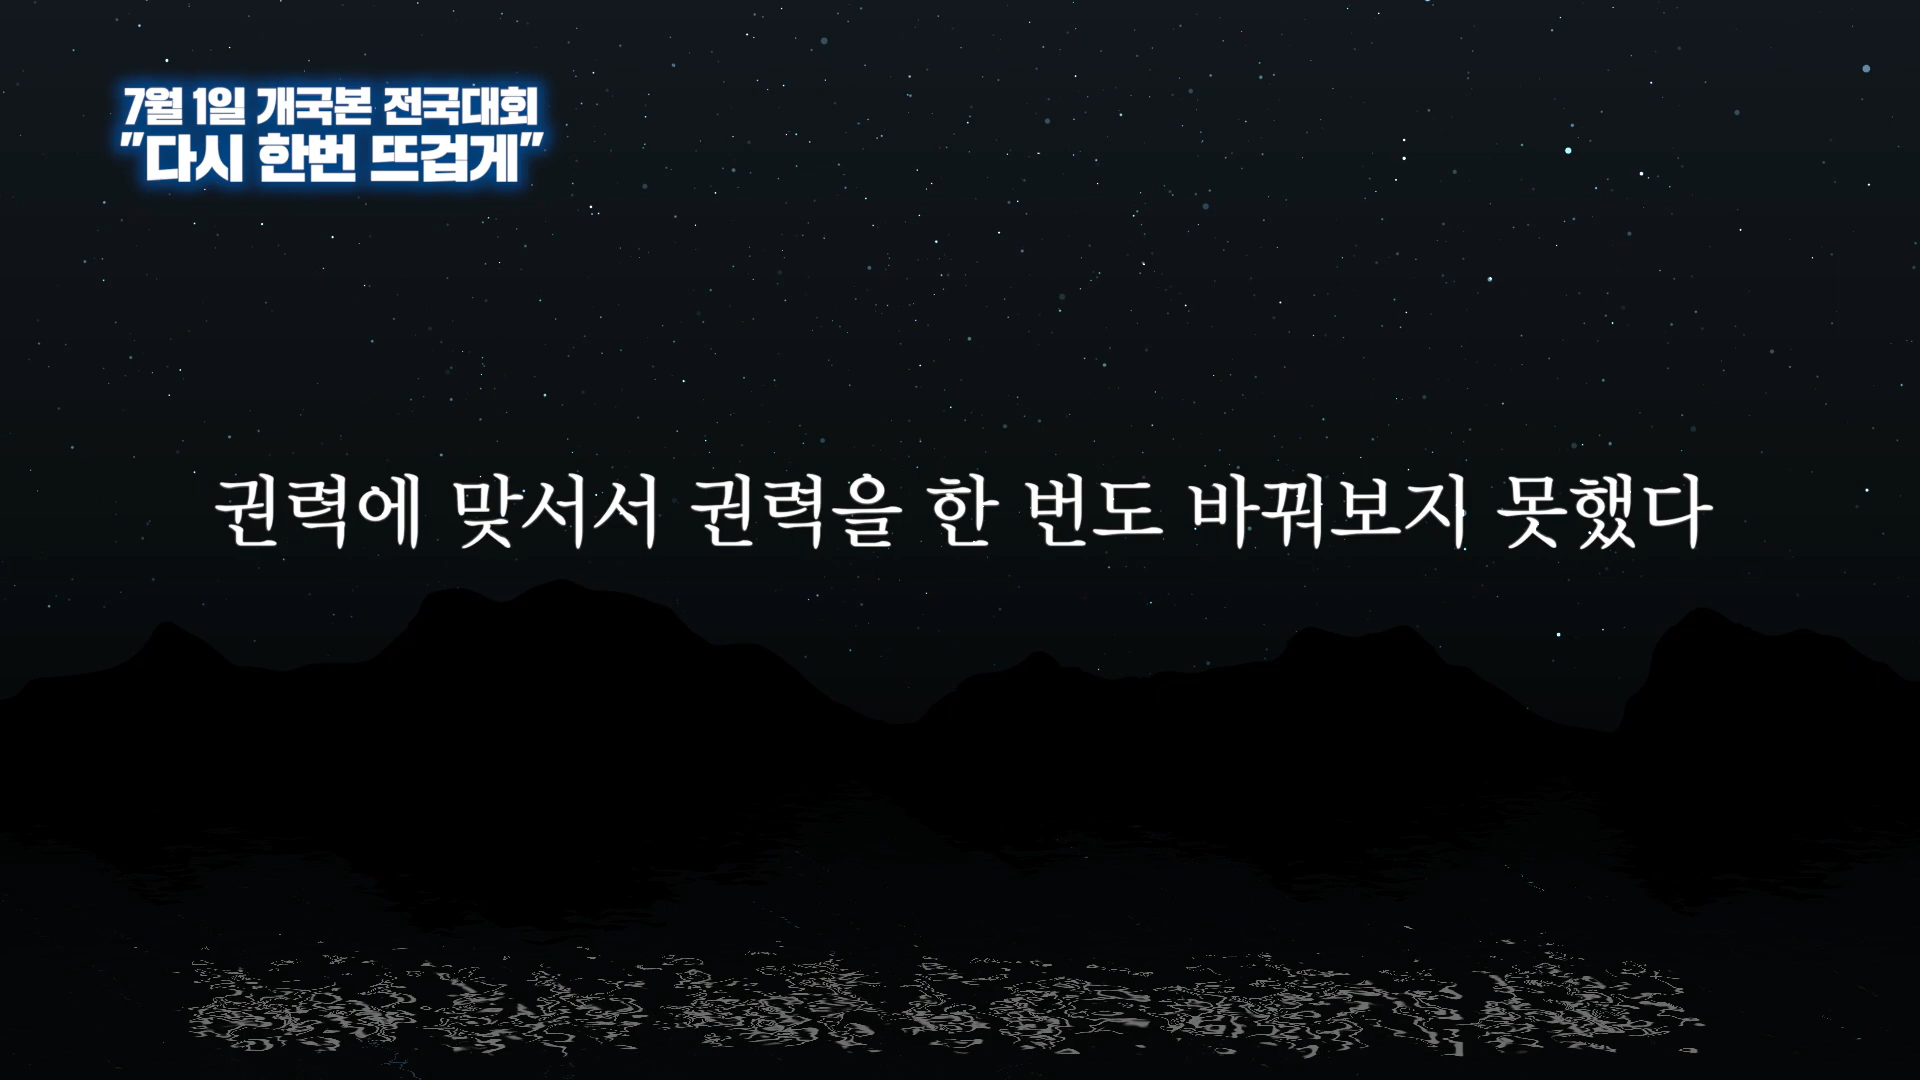 7월 1일 개국본 전국대회
"다시 한번 뜨겁게"
권력에 맞서서 권력을 한 번도 바꿔보지 못했다